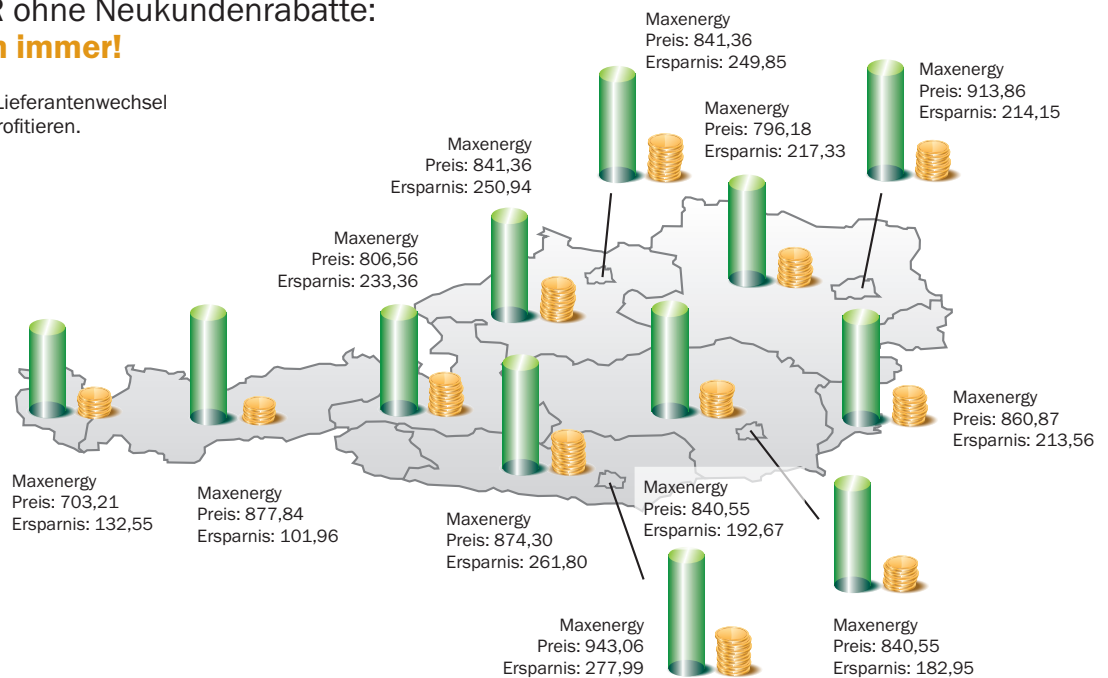 R ohne Neukundenrabatte:
immer!
Lieferantenwechsel
Maxenergy
Preis: 841,36
Ersparnis: 249,85
Maxenergy
Preis: 913,86
Ersparnis: 214,15
Maxenergy
Preis: 796,18
Ersparnis: 217,33
Maxenergy
Preis: 841,36
Ersparnis: 250,94
Maxenergy
Preis: 806,56
Ersparnis: 233,36
Maxenergy
Preis: 860,87
Ersparnis: 213,56
Maxenergy
Preis: 703,21
Ersparnis: 132,55
Maxenergy
Preis: 877,84
Ersparnis: 101,96
Maxenergy
Preis: 874,30
Ersparnis: 261,80
Maxenergy
Preis: 840,55
Ersparnis: 192,67
Maxenergy
Preis: 943,06
Ersparnis: 277,99
Maxenergy
Preis: 840,55
Ersparnis: 182,95